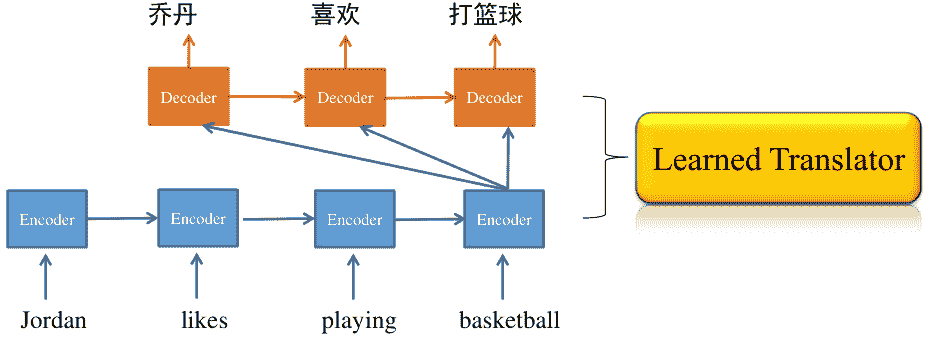 乔丹 喜欢 打篮球
Decoder Decoder Decoder
Learned Translator
Encoder Encoder Encoder Encoder
Jordan likes playing basketball